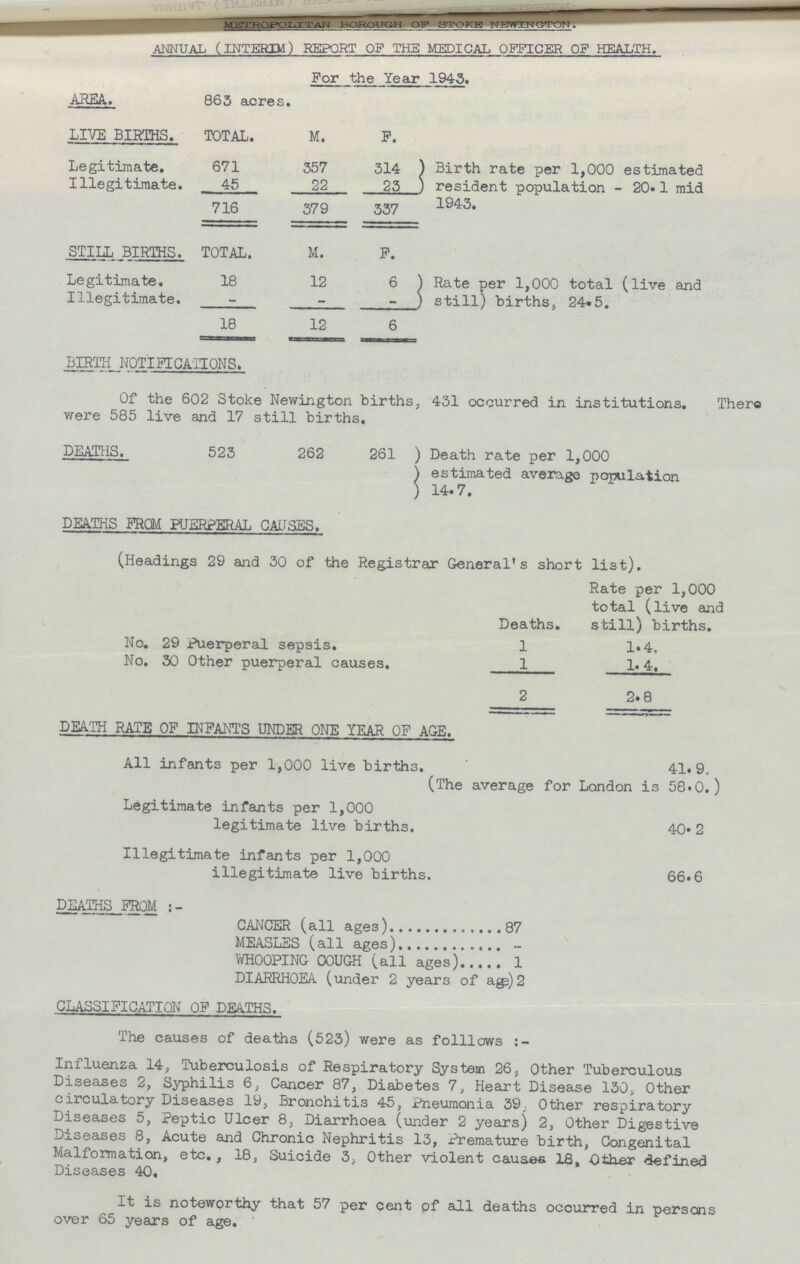 METROPOLITAN BOROUGH OF STOKE NEWINGTON.
ANNUAL (INTERIM) REPORT OF THE MEDICAL OFFICER OF HEALTH.
For the Year 1943.
AREA. 863 acres.
LIVE BIRTHS. TOTAL. M. F.
Legitimate. 671 357 314 ) Birth rate per 1,000 estimated
Illegitimate. 45 22 23 ) resident population - 20.1 mid
716 379 337 1943.
STILL BIRTHS. TOTAL. M. F.
Legitimate. 18 12 6 ) Rate per 1,000 total (live and
Illegitimate. - - - ) still) births, 24.5.
18 12 6
BIRTH NOTIFICATIONS.
Of the 602 Stoke Newington births, 431 occurred in institutions. There
were 585 live and 17 still births.
DEATHS. 523 262 261 ) Death rate per 1,000
) estimated average population
) 14.7.
DEATHS FROM PUERPERAL CAUSES.
(Headings 29 and 30 of the Registrar General's short list).
Rate per 1,000
total (live and
Deaths. still) births.
No. 29 Puerperal sepsis. 1 1.4.
No. 30 Other puerperal causes. 1 1.4.
2 2.8
DEATH RATE OF INFANTS UNDER ONE YEAR OF AGE.
All infants per 1,000 live births. 41.9.
(The average for London is 58.0.)
Legitimate infants per 1,000
legitimate live births. 40.2
Illegitimate infants per 1,000
illegitimate live births. 66.6
DEATHS FROM :-
CANCER (all ages).............87
MEASLES (all ages)............ -
WHOOPING COUGH (all ages)..... 1
DIARRHOEA (under 2 years of age)2
CLASSIFICATION OF DEATHS.
The causes of deaths (523) were as folllows :-
Influenza 14, Tuberculosis of Respiratory System 26, Other Tuberculous
Diseases 2, Syphilis 6, Cancer 87, Diabetes 7, Heart Disease 130, Other
circulatory Diseases 19, Bronchitis 45, Pneumonia 39, Other respiratory
Diseases 5, Peptic Ulcer 8, Diarrhoea (under 2 years) 2, Other Digestive
Diseases 8, Acute and Chronic Nephritis 13, Premature birth, Congenital
Malformation, etc., 18, Suicide 3, Other violent causes 18, Other defined
Diseases 40.
It is noteworthy that 57 per cent of all deaths occurred in persons
over 65 years of age.